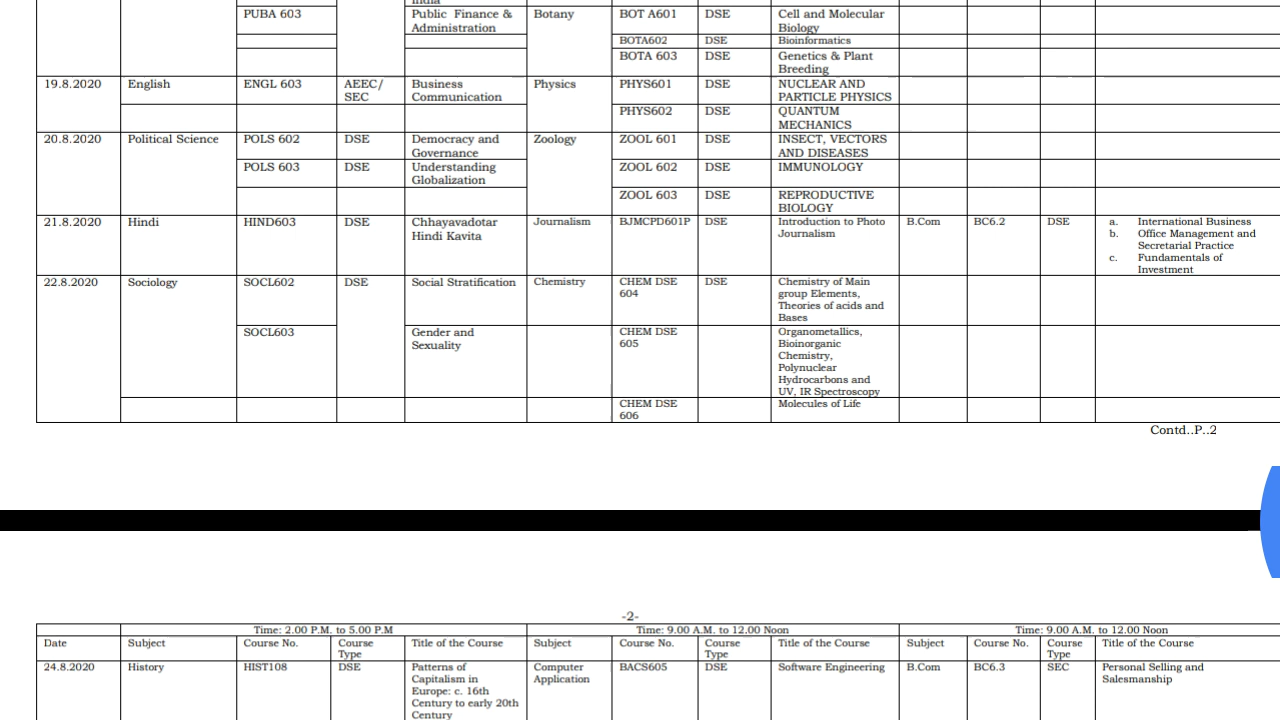 India
PUBA 603 Public Finance & Administration Botany BOT A601 DSE Cell and Molecular Biology
BOTA602 DSE Bioinformatics
BOTA 603 DSE Genetics & Plant Breeding
19.8.2020 English ENGL 603 AEEC/ SEC Business Communication Physics PHYS601 DSE NUCLEAR AND PARTICLE PHYSICS
PHYS602 DSE QUANTUM MECHANICS
20.8.2020 Political Science POLS 602 DSE Democracy and Governance Zoology ZOOL 601 DSE INSECT, VECTORS AND DISEASES
POLS 603 DSE Understanding Globalization ZOOL 602 DSE IMMUNOLOGY
ZOOL 603 DSE REPRODUCTIVE BIOLOGY
21.8.2020 Hindi HIND603 DSE Chhayavadotar Hindi Kavita Journalism BJMCPD601P DSE Introduction to Photo Journalism B.Com BC6.2 DSE a. International Business
b. Office Management and Secretarial Practice
c. Fundamentals of Investment
22.8.2020 Sociology SOCL602 DSE Social Stratification Chemistry CHEM DSE 604 DSE Chemistry of Main group Elements, Theories of acids and Bases
SOCL603 Gender and Sexuality CHEM DSE 605 Organometallics, Bioinorganic Chemistry, Polynuclear Hydrocarbons and UV, IR Spectroscopy
CHEM DSE 606 Molecules of Life
Contd..P..2
-2-
Time: 2.00 P.M. to 5.00 P.M Time: 9.00 A.M. to 12.00 Noon Time: 9.00 A.M. to 12.00 Noon
Date Subject Course No. Course Type Title of the Course Subject Course No. Course Type Title of the Course Subject Course No. Course Type Title of the Course
24.8.2020 History HIST108 DSE Patterns of Capitalism in Europe: c. 16th Century to early 20th Century Computer Application BACS605 DSE Software Engineering B.Com BC6.3 SEC Personal Selling and Salesmanship